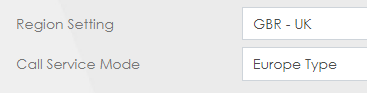 Region Setting GBR - UK
Call Service Mode Europe Type